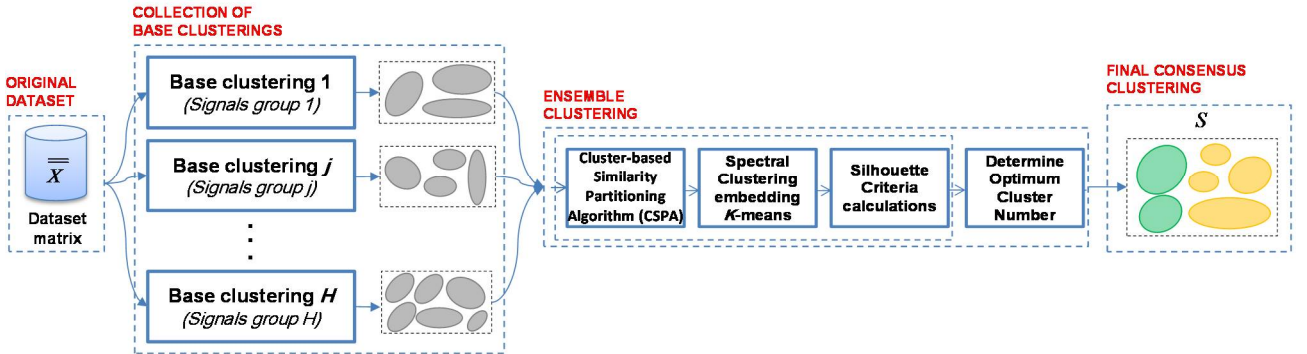 ORIGINAL
DATASET
X
Dataset
matrix
COLLECTION OF
BASE CLUSTERINGS
Base clustering 1
(Signals group 1)
Base clustering j
(Signals group j)
Base clustering H
(Signals group H)
ENSEMBLE
CLUSTERING
Cluster-based
Similarity
Partitioning
Algorithm (CSPA)
Spectral
Clustering
embedding
K-means
Silhouette
Criteria
calculations
Determine
Optimum
Cluster
Number
FINAL CONSENSUS
CLUSTERING
S